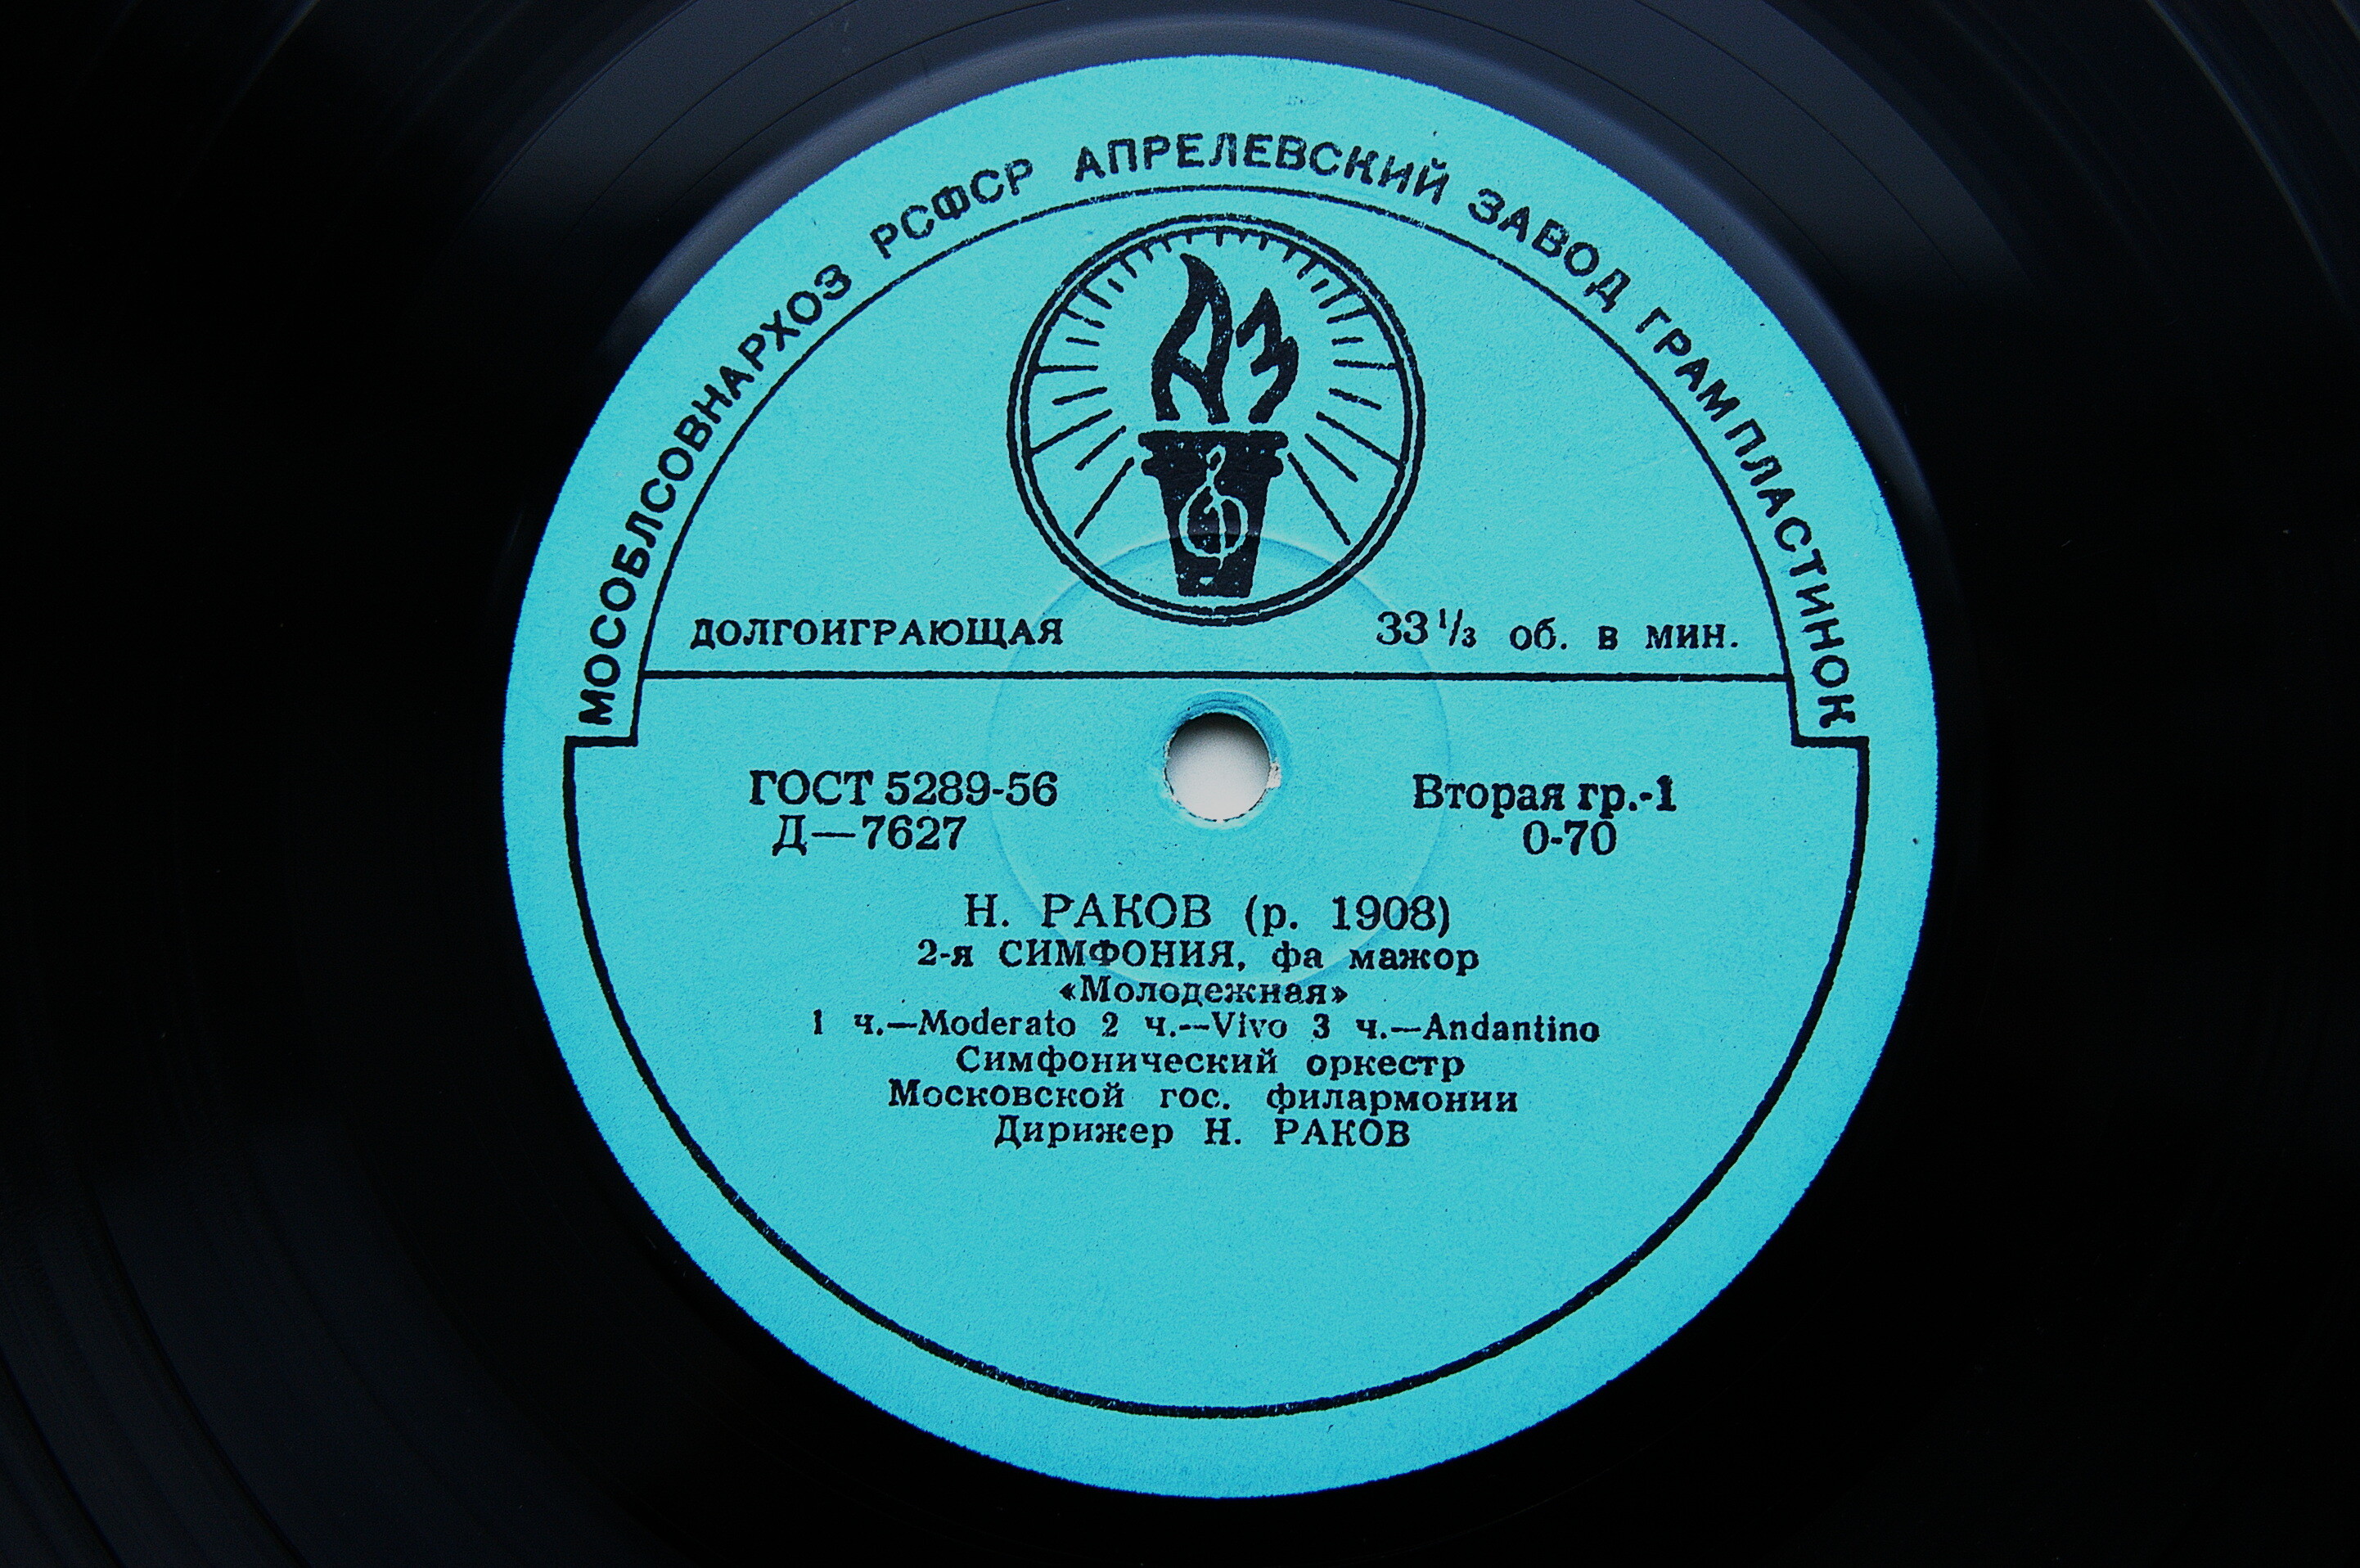 МОСОБЛСОВНАРХОЗ РСФСР АПРЕЛЕВСКИЙ ЗАВОД ГРАМПЛАСТИНОК
АЗ
ДОЛГОИГРАЮЩАЯ 33 1/3 об. в мин.
ГОСТ 5289-56 Вторая гр.-1
Д—7627 0-70
Н. РАКОВ (р. 1908)
2-я СИМФОНИЯ, фа мажор
«Молодежная»
1 ч.—Moderato 2 ч.—Vivo 3 ч.—Andantino
Симфонический оркестр
Московской гос. филармонии
Дирижер Н. РАКОВ